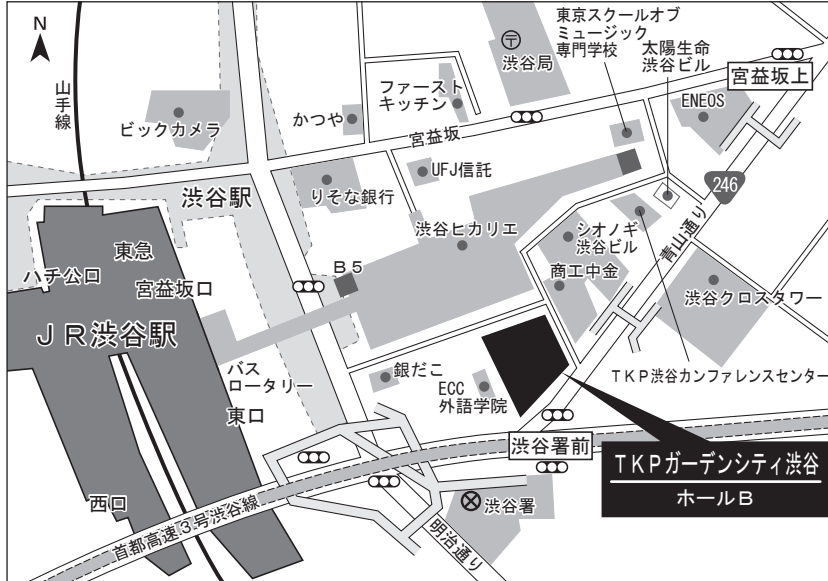 N
山手線
ビックカメラ
かつや
ファースト
キッチン
渋谷局
東京スクールオブ
ミュージック
専門学校
太陽生命
渋谷ビル
宮益坂上
ENEOS
宮益坂
UFJ信託
りそな銀行
渋谷駅
246
青山通り
東急
ハチ公口
宮益坂口
B5
渋谷ヒカリエ
シオノギ
渋谷ビル
商工中金
渋谷クロスタワー
JR渋谷駅
バス
ロータリー
東口
銀だこ
ECC
外語学院
TKP渋谷カンファレンスセンター
渋谷署前
TKPガーデンシティ渋谷
ホールB
西口
首都高速3号渋谷線
渋谷署
明治通り